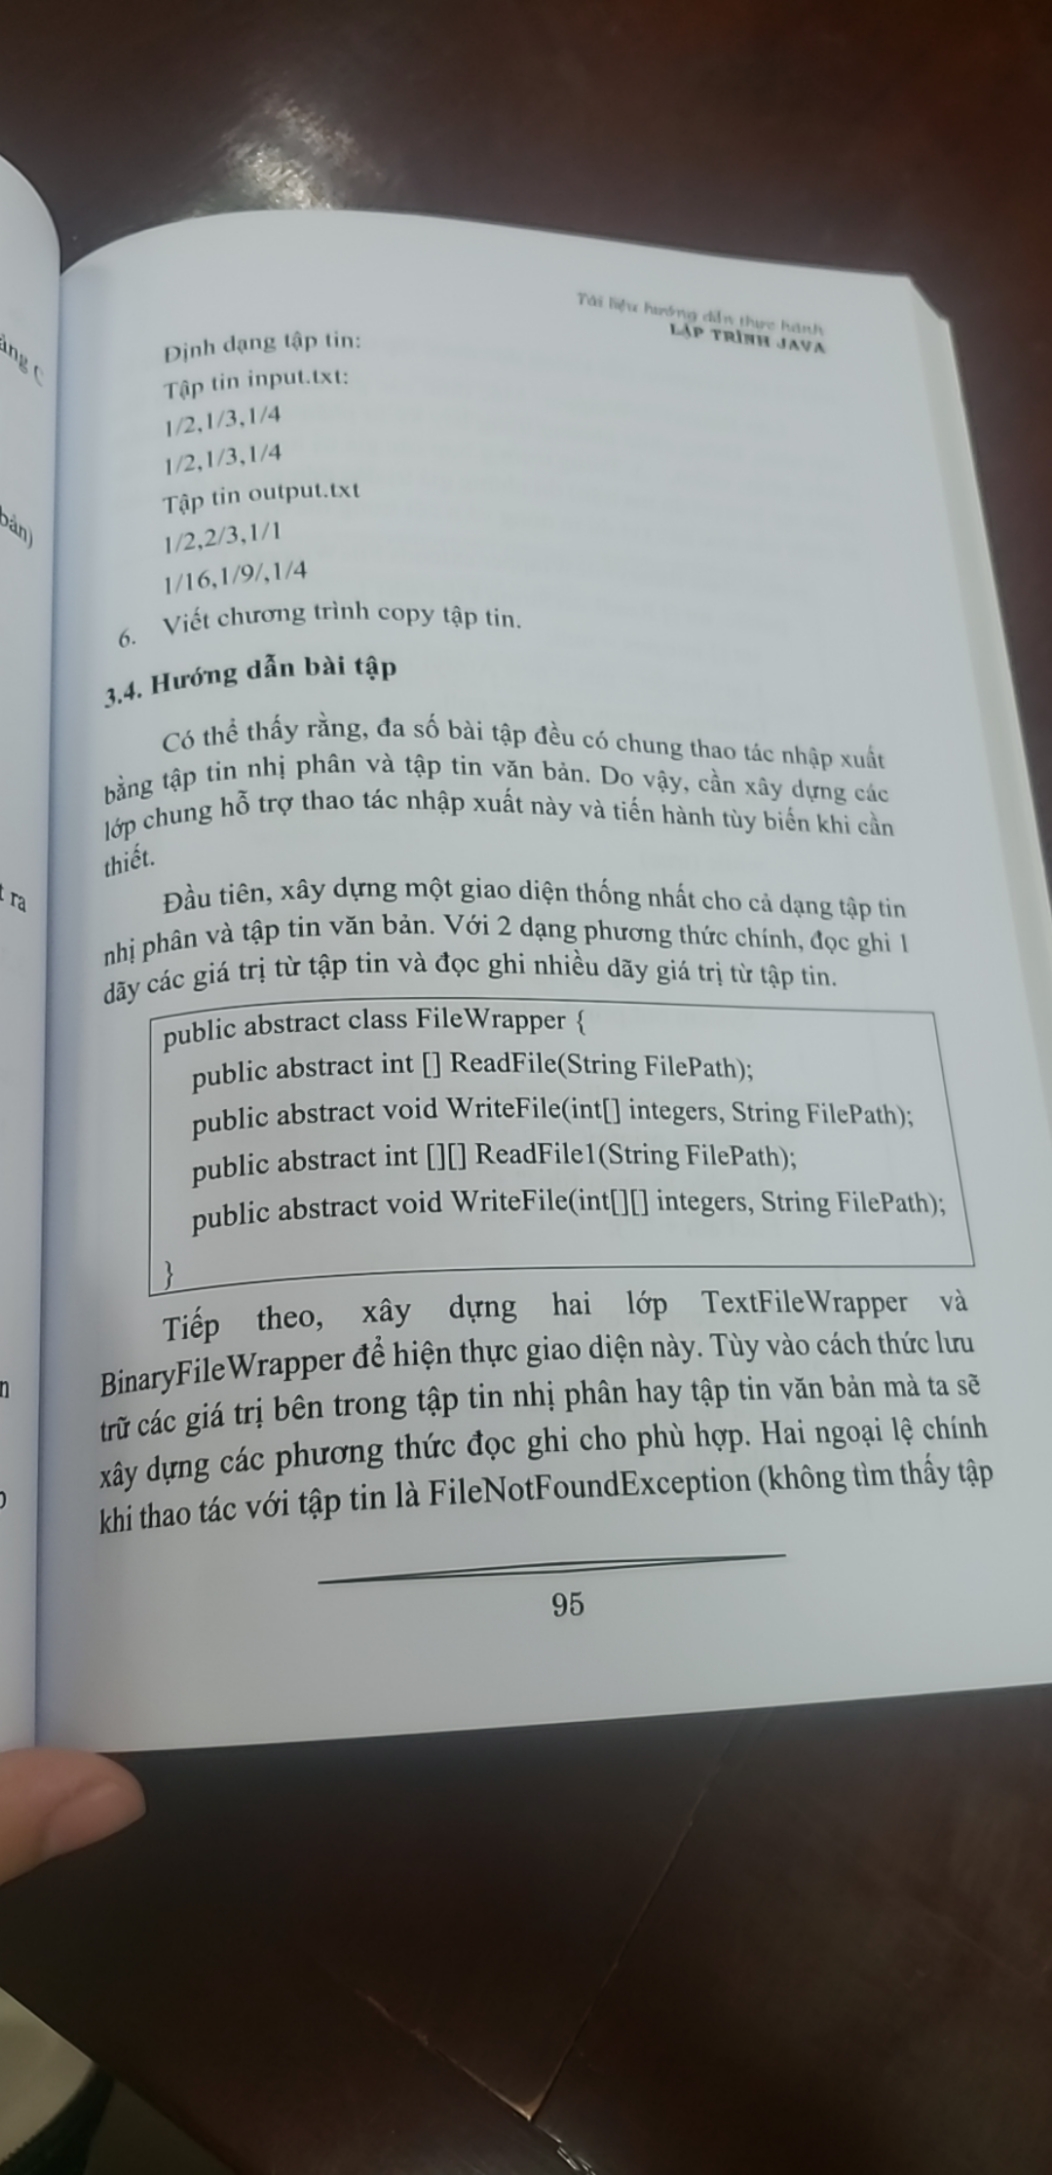 Tài liệu hướng dẫn thực hành
LẬP TRÌNH JAVA
Định dạng tập tin:
Tập tin input.txt:
1/2,1/3,1/4
1/2,1/3,1/4
Tập tin output.txt
1/2,2/3,1/1
1/16,1/9/,1/4
6. Viết chương trình copy tập tin.
3.4. Hướng dẫn bài tập
Có thể thấy rằng, đa số bài tập đều có chung thao tác nhập xuất
bằng tập tin nhị phân và tập tin văn bản. Do vậy, cần xây dựng các
lớp chung hỗ trợ thao tác nhập xuất này và tiến hành tùy biến khi cần
thiết.
Đầu tiên, xây dựng một giao diện thống nhất cho cả dạng tập tin
nhị phân và tập tin văn bản. Với 2 dạng phương thức chính, đọc ghi 1
dãy các giá trị từ tập tin và đọc ghi nhiều dãy giá trị từ tập tin.
public abstract class FileWrapper {
public abstract int [] ReadFile(String FilePath);
public abstract void WriteFile(int[] integers, String FilePath);
public abstract int [][] ReadFile1(String FilePath);
public abstract void WriteFile(int[][] integers, String FilePath);
}
Tiếp theo, xây dựng hai lớp TextFileWrapper và
BinaryFileWrapper để hiện thực giao diện này. Tùy vào cách thức lưu
trữ các giá trị bên trong tập tin nhị phân hay tập tin văn bản mà ta sẽ
xây dựng các phương thức đọc ghi cho phù hợp. Hai ngoại lệ chính
khi thao tác với tập tin là FileNotFoundException (không tìm thấy tập
95